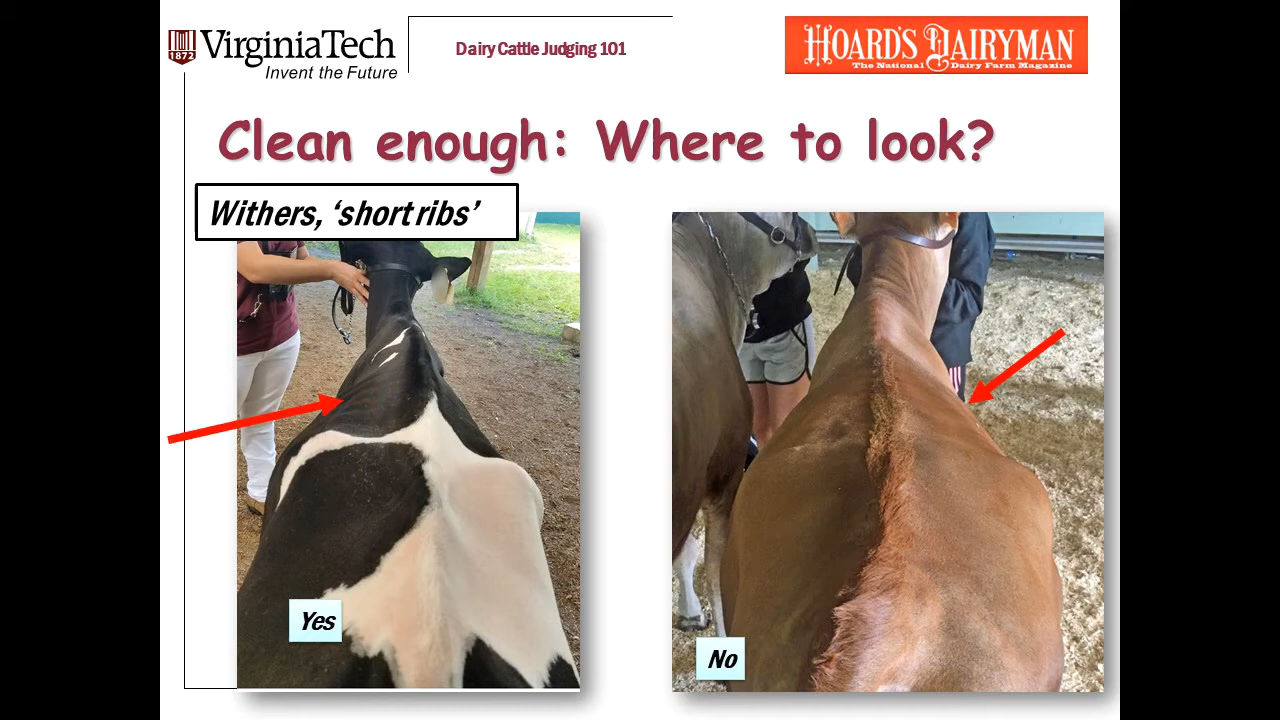 VirginiaTech
1872
Invent the Future
Dairy Cattle Judging 101
HOARD'S DAIRYMAN
The National Dairy Farm Magazine
Clean enough: Where to look?
Withers, ‘short ribs’
Yes
No